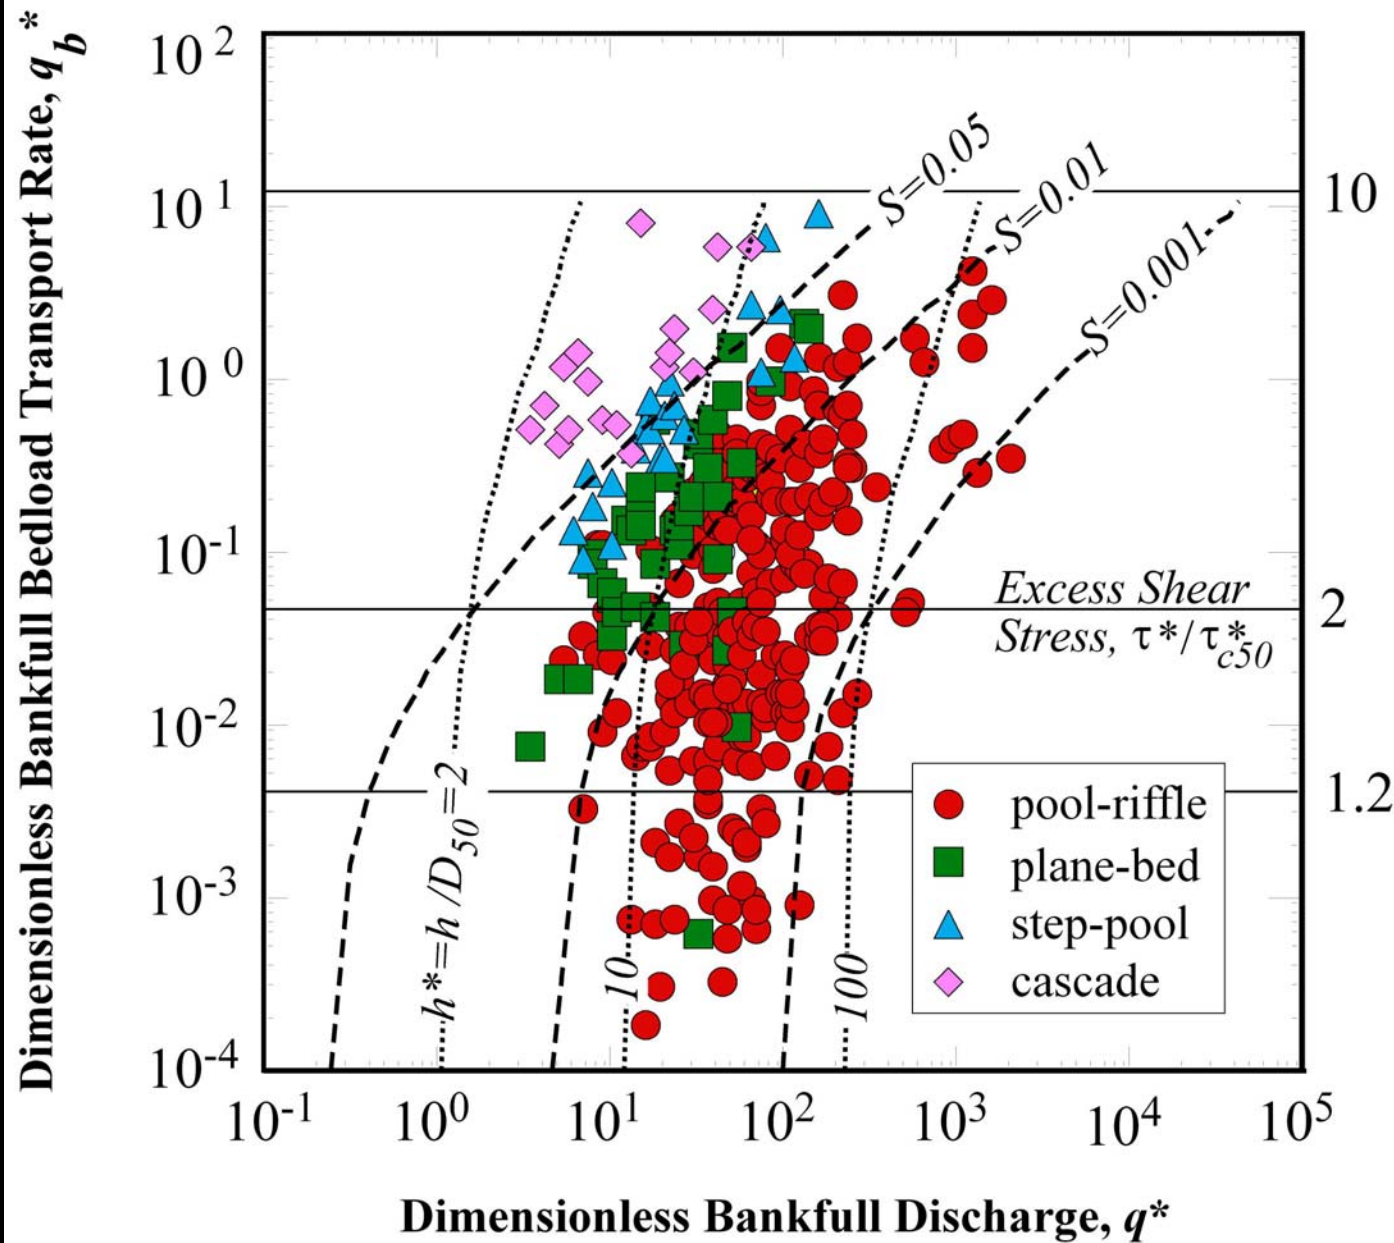 Dimensionless Bankfull Bedload Transport Rate, q_b*
10^2
10^1
10^0
10^-1
10^-2
10^-3
10^-4
S=0.05
S=0.01
S=0.001
10
Excess Shear
Stress, τ*/τ*_c50
2
1.2
h*=h/D_50=2
10
100
pool-riffle
plane-bed
step-pool
cascade
10^-1
10^0
10^1
10^2
10^3
10^4
10^5
Dimensionless Bankfull Discharge, q*